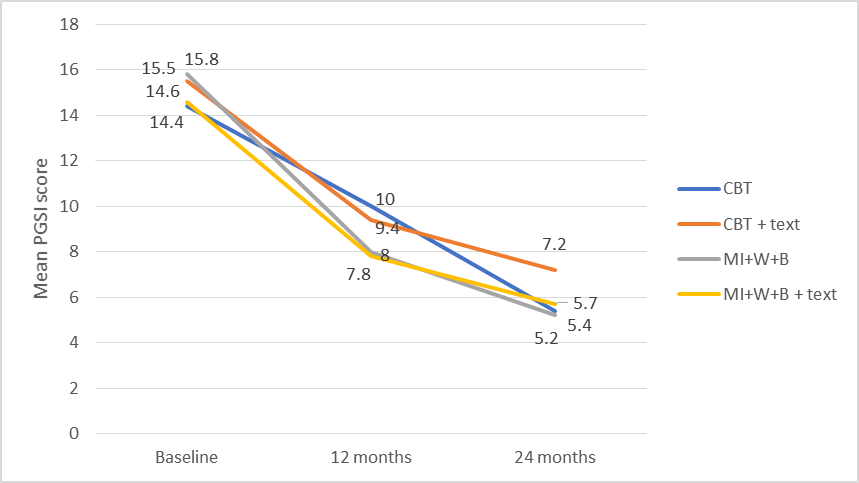 18
16
14
12
10
8
6
4
2
0
Mean PGSI score
15.8
15.5
14.6
14.4
10
9.4
8
7.8
7.2
5.7
5.4
5.2
Baseline
12 months
24 months
CBT
CBT + text
MI+W+B
MI+W+B + text